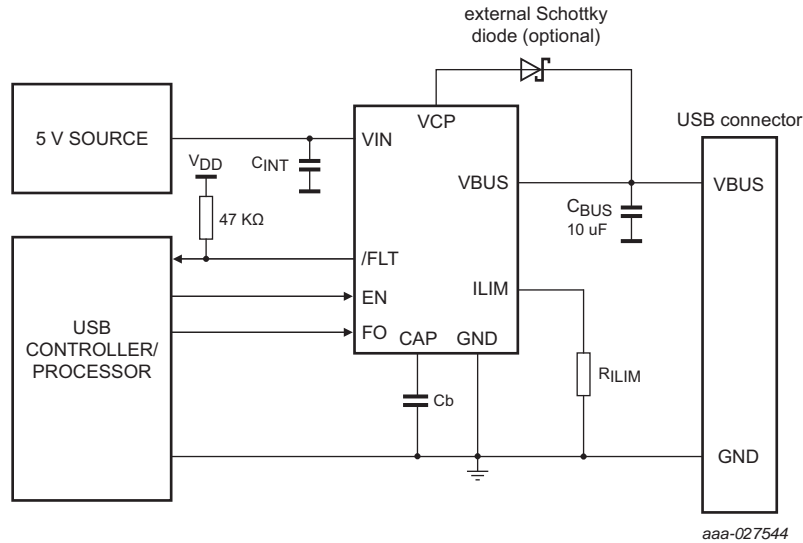 external Schottky
diode (optional)
5 V SOURCE
VIN
VCP
USB connector
VDD
CINT
VBUS
VBUS
CBUS
10 uF
47 KΩ
/FLT
EN
ILIM
FO
CAP
GND
USB
CONTROLLER/
PROCESSOR
RILIM
Cb
GND
aaa-027544